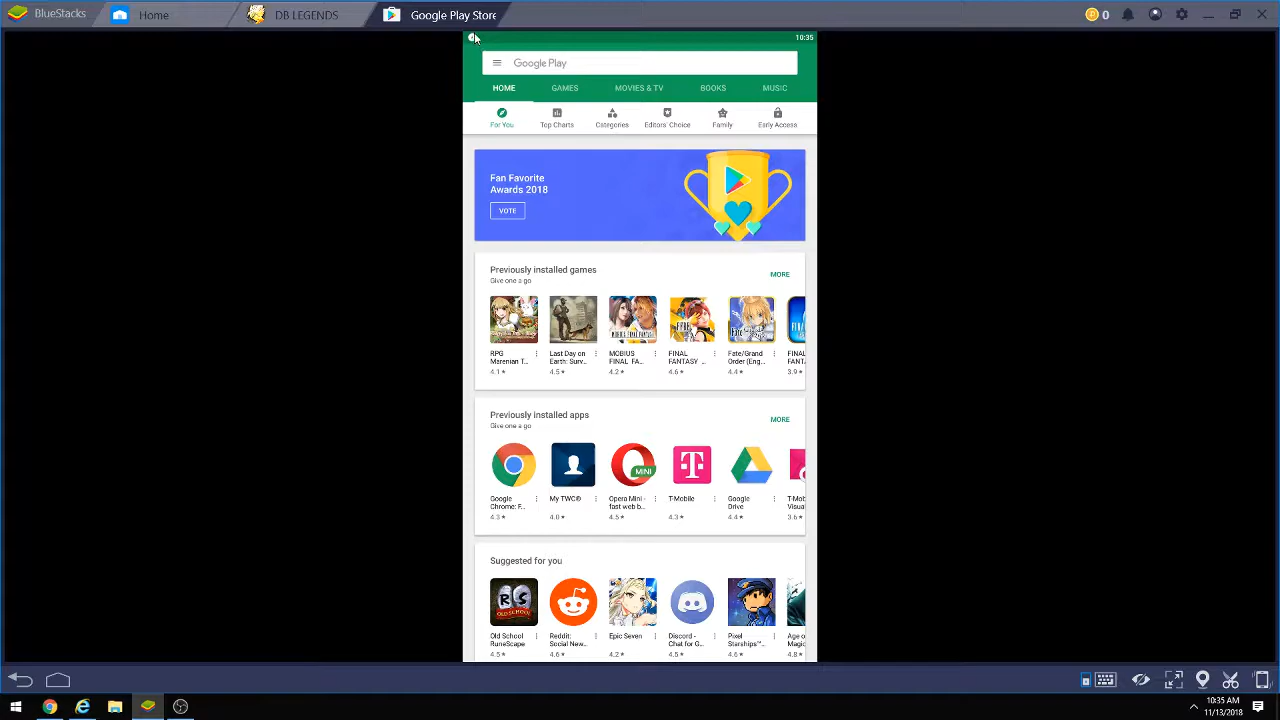 BlueStacks
Home
DB LEGENDS
Google Play Store
0
10:35
Google Play
HOME
GAMES
MOVIES & TV
BOOKS
MUSIC
For You
Top Charts
Categories
Editors' Choice
Family
Early Access
Fan Favorite
Awards 2018
VOTE
Previously installed games
Give one a go
MORE
RPG
Marenian T...
4.1
Last Day on
Earth: Surv...
4.5
MOBIUS
FINAL FA...
4.2
FINAL
FANTASY ...
4.6
Fate/Grand
Order (Eng...
4.4
FINAL
FANT
3.9
Previously installed apps
Give one a go
MORE
Google
Chrome: F...
4.3
My TWC®
4.0
MINI
Opera Mini -
fast web b...
4.5
T
T-Mobile
4.3
Google
Drive
4.4
T-Mob
Visua
3.6
Suggested for you
RS
OLD SCHOOL
Old School
RuneScape
4.5
Reddit:
Social New...
4.6
Epic Seven
4.2
Discord -
Chat for G...
4.5
Pixel
Starships™...
4.6
Age o
Magic
4.8
10:35 AM
11/13/2018